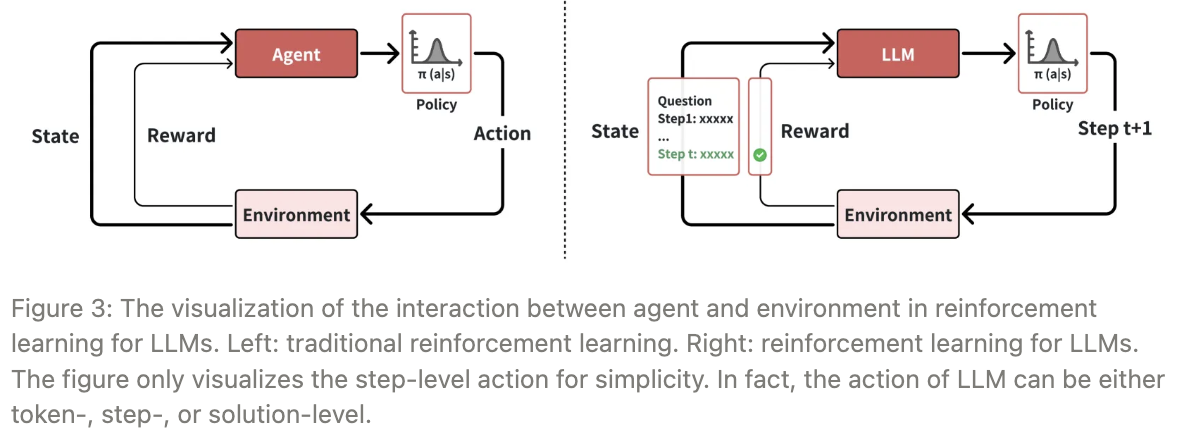 Agent
π (a|s)
Policy
State
Reward
Action
Environment
LLM
π (a|s)
Policy
Question
Step1: xxxxx
...
Step t: xxxxx
State
Reward
Step t+1
Environment
Figure 3: The visualization of the interaction between agent and environment in reinforcement
learning for LLMs. Left: traditional reinforcement learning. Right: reinforcement learning for LLMs.
The figure only visualizes the step-level action for simplicity. In fact, the action of LLM can be either
token-, step-, or solution-level.